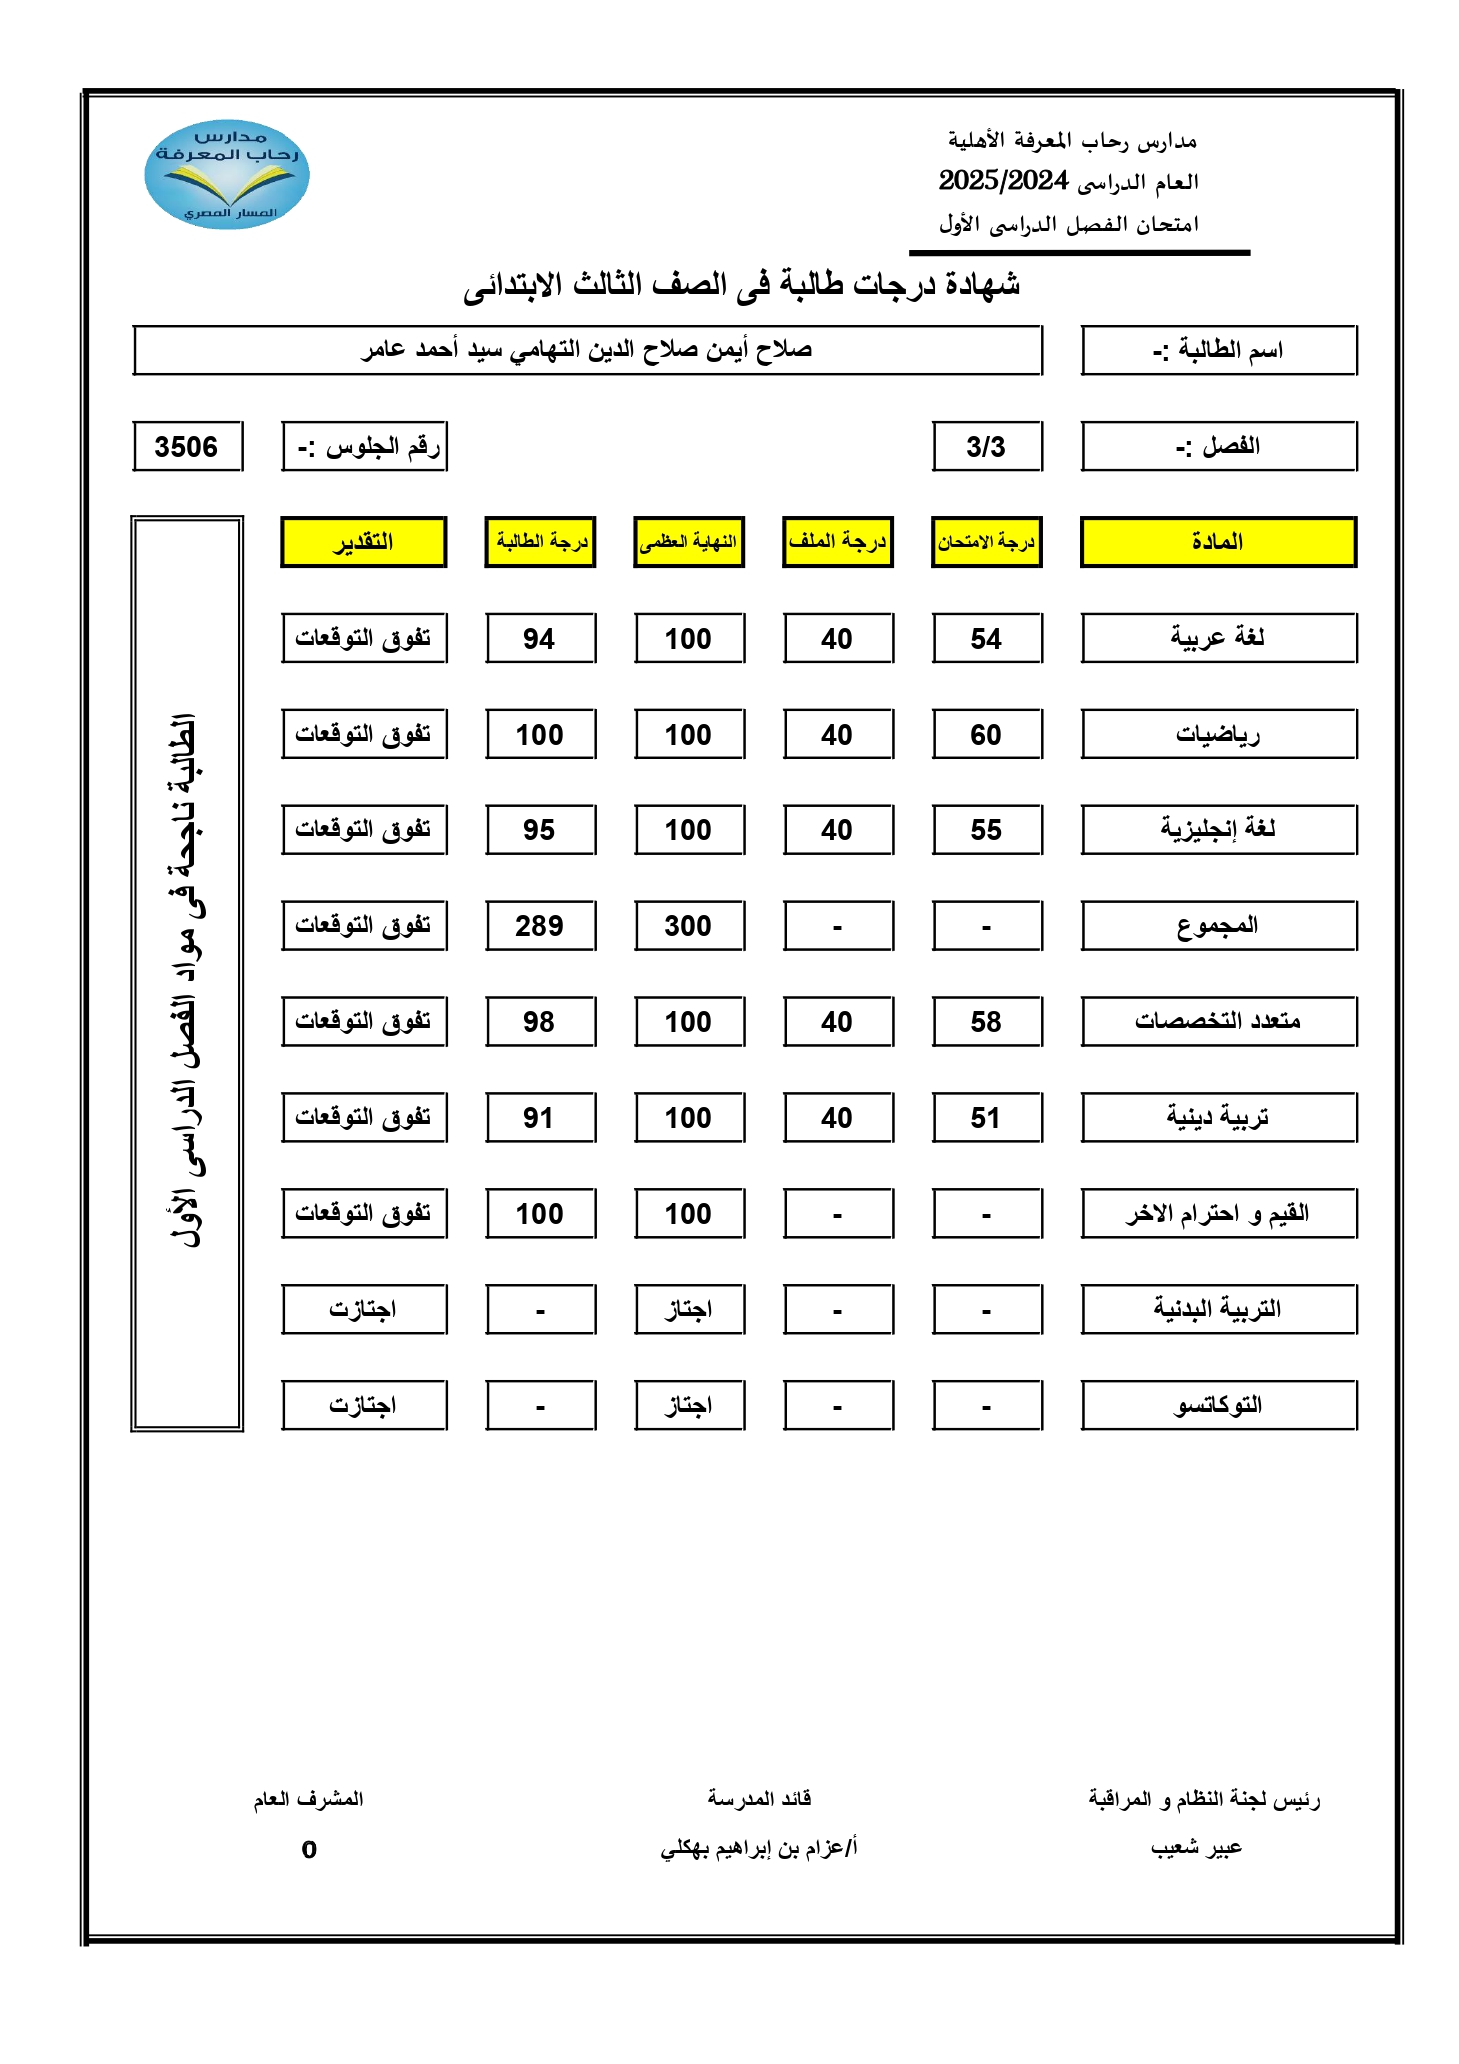 مدارس رحاب المعرفة الأهلية
العام الدراسى 2025/2024
امتحان الفصل الدراسى الأول
مدارس
رحاب المعرفة
المسار المصري
شهادة درجات طالبة فى الصف الثالث الابتدائى
اسم الطالبة :- صلاح أيمن صلاح الدين التهامي سيد أحمد عامر
الفصل :- 3/3 رقم الجلوس :- 3506
المادة درجة الامتحان درجة الملف النهاية العظمى درجة الطالبة التقدير
لغة عربية 54 40 100 94 تفوق التوقعات
رياضيات 60 40 100 100 تفوق التوقعات
لغة إنجليزية 55 40 100 95 تفوق التوقعات
المجموع - - 300 289 تفوق التوقعات
متعدد التخصصات 58 40 100 98 تفوق التوقعات
تربية دينية 51 40 100 91 تفوق التوقعات
القيم و احترام الاخر - - 100 100 تفوق التوقعات
التربية البدنية - - اجتاز - اجتازت
التوكاتسو - - اجتاز - اجتازت
الطالبة ناجحة فى مواد الفصل الدراسى الأول
رئيس لجنة النظام و المراقبة قائد المدرسة المشرف العام
عبير شعيب أ/عزام بن إبراهيم بهكلي 0